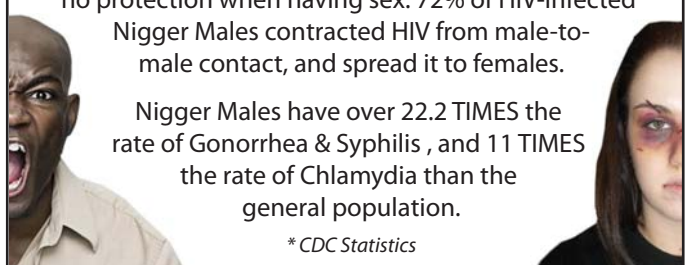 no protection when having sex. 72% of HIV-infected
Nigger Males contracted HIV from male-to-
male contact, and spread it to females.
Nigger Males have over 22.2 TIMES the
rate of Gonorrhea & Syphilis , and 11 TIMES
the rate of Chlamydia than the
general population.
* CDC Statistics